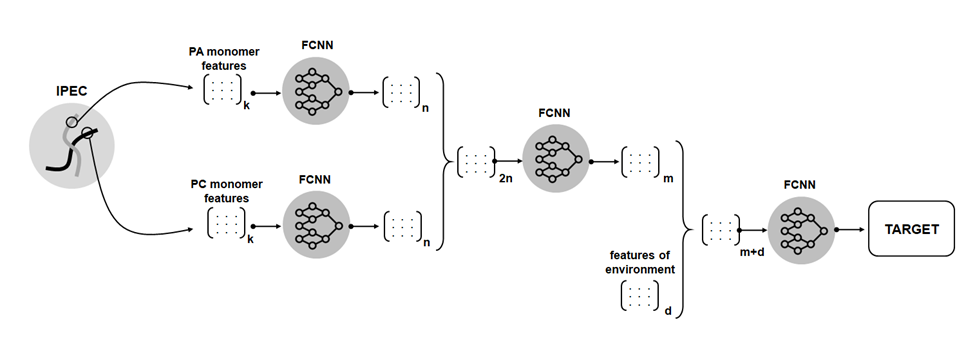 IPEC
PA monomer
features
k
FCNN
n
PC monomer
features
k
FCNN
n
2n
FCNN
m
features of
environment
d
m+d
FCNN
TARGET